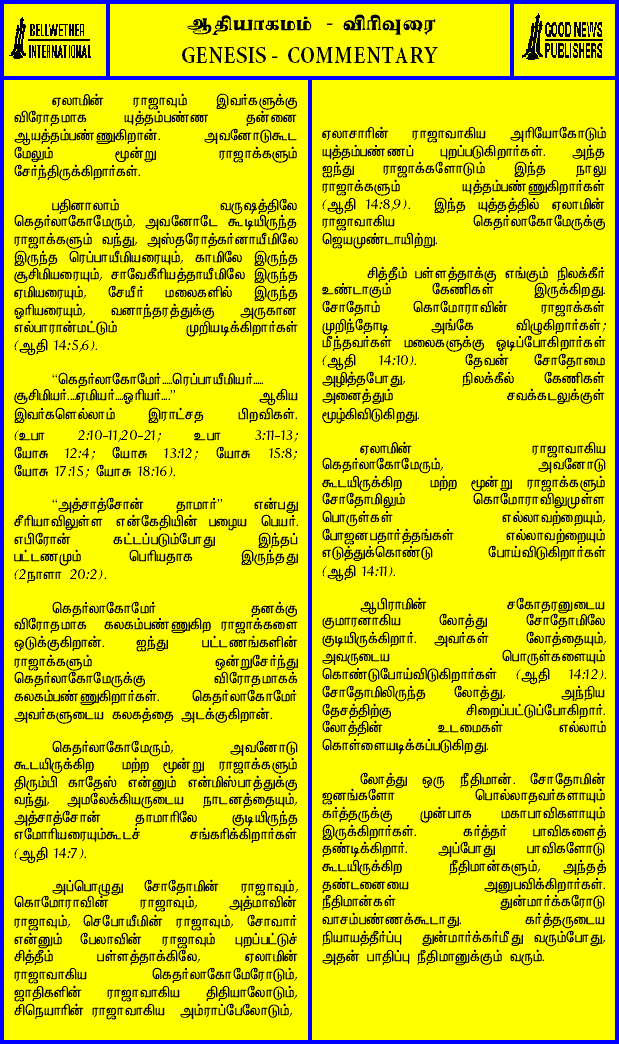 BELLWETHER
INTERNATIONAL
ஆதியாகமம் - விரிவுரை
GENESIS - COMMENTARY
GOOD NEWS
PUBLISHERS
ஏலாமின் ராஜாவும் இவர்களுக்கு
விரோதமாக யுத்தம்பண்ண தன்னை
ஆயத்தம்பண்ணுகிறான். அவனோடுகூட
மேலும் மூன்று ராஜாக்களும்
சேர்ந்திருக்கிறார்கள்.
பதினாலாம் வருஷத்திலே
கெதர்லாகோமேரும், அவனோடே கூடியிருந்த
ராஜாக்களும் வந்து, அஸ்தரோத்கர்னாயீமிலே
இருந்த ரெப்பாயீமியரையும், காமிலே இருந்த
சூசிமியரையும், சாவேகீரியத்தாயீமிலே இருந்த
ஏமியரையும், சேயீர் மலைகளில் இருந்த
ஓரியரையும், வனாந்தரத்துக்கு அருகான
எல்பாரான்மட்டும் முறியடிக்கிறார்கள்
(ஆதி 14:5,6).
“கெதர்லாகோமேர்.....ரெப்பாயீமியர்.....
சூசிமியர்....ஏமியர்....ஓரியர்....” ஆகிய
இவர்களெல்லாம் இராட்சத பிறவிகள்.
(உபா 2:10-11,20-21; உபா 3:11-13;
யோசு 12:4; யோசு 13:12; யோசு 15:8;
யோசு 17:15; யோசு 18:16).
“அத்சாத்சோன் தாமார்” என்பது
சீரியாவிலுள்ள என்கேதியின் பழைய பெயர்.
எபிரோன் கட்டப்படும்போது இந்தப்
பட்டணமும் பெரியதாக இருந்தது
(2நாளா 20:2).
கெதர்லாகோமேர் தனக்கு
விரோதமாக கலகம்பண்ணுகிற ராஜாக்களை
ஒடுக்குகிறான். ஐந்து பட்டணங்களின்
ராஜாக்களும் ஒன்றுசேர்ந்து
கெதர்லாகோமேருக்கு விரோதமாகக்
கலகம்பண்ணுகிறார்கள். கெதர்லாகோமேர்
அவர்களுடைய கலகத்தை அடக்குகிறான்.
கெதர்லாகோமேரும், அவனோடு
கூடயிருக்கிற மற்ற மூன்று ராஜாக்களும்
திரும்பி காதேஸ் என்னும் என்மிஸ்பாத்துக்கு
வந்து, அமலேக்கியருடைய நாடனத்தையும்,
அத்சாத்சோன் தாமாரிலே குடியிருந்த
எமோரியரையும்கூடச் சங்கரிக்கிறார்கள்
(ஆதி 14:7).
அப்பொழுது சோதோமின் ராஜாவும்,
கொமோராவின் ராஜாவும், அத்மாவின்
ராஜாவும், செபோயீமின் ராஜாவும், சோவார்
என்னும் பேலாவின் ராஜாவும் புறப்பட்டுச்
சித்தீம் பள்ளத்தாக்கிலே, ஏலாமின்
ராஜாவாகிய கெதர்லாகோமேரோடும்,
ஜாதிகளின் ராஜாவாகிய திதியாலோடும்,
சிநெயாரின் ராஜாவாகிய அம்ராப்பேலோடும்,
ஏலாசாரின் ராஜாவாகிய அரியோகோடும்
யுத்தம்பண்ணப் புறப்படுகிறார்கள். அந்த
ஐந்து ராஜாக்களோடும் இந்த நாலு
ராஜாக்களும் யுத்தம்பண்ணுகிறார்கள்
(ஆதி 14:8,9). இந்த யுத்தத்தில் ஏலாமின்
ராஜாவாகிய கெதர்லாகோமேருக்கு
ஜெயமுண்டாயிற்று.
சித்தீம் பள்ளத்தாக்கு எங்கும் நிலக்கீர்
உண்டாகும் கேணிகள் இருக்கிறது.
சோதோம் கொமோராவின் ராஜாக்கள்
முறிந்தோடி அங்கே விழுகிறார்கள்;
மீந்தவர்கள் மலைகளுக்கு ஓடிப்போகிறார்கள்
(ஆதி 14:10). தேவன் சோதோமை
அழித்தபோது, நிலக்கீல் கேணிகள்
அனைத்தும் சவக்கடலுக்குள்
மூழ்கிவிடுகிறது.
ஏலாமின் ராஜாவாகிய
கெதர்லாகோமேரும், அவனோடு
கூடயிருக்கிற மற்ற மூன்று ராஜாக்களும்
சோதோமிலும் கொமோராவிலுமுள்ள
பொருள்கள் எல்லாவற்றையும்,
போஜனபதார்த்தங்கள் எல்லாவற்றையும்
எடுத்துக்கொண்டு போய்விடுகிறார்கள்
(ஆதி 14:11).
ஆபிராமின் சகோதரனுடைய
குமாரனாகிய லோத்து சோதோமிலே
குடியிருக்கிறார். அவர்கள் லோத்தையும்,
அவருடைய பொருள்களையும்
கொண்டுபோய்விடுகிறார்கள் (ஆதி 14:12).
சோதோமிலிருந்த லோத்து, அந்நிய
தேசத்திற்கு சிறைப்பட்டுப்போகிறார்.
லோத்தின் உடமைகள் எல்லாம்
கொள்ளையடிக்கப்படுகிறது.
லோத்து ஒரு நீதிமான். சோதோமின்
ஜனங்களோ பொல்லாதவர்களாயும்
கர்த்தருக்கு முன்பாக மகாபாவிகளாயும்
இருக்கிறார்கள். கர்த்தர் பாவிகளைத்
தண்டிக்கிறார். அப்போது பாவிகளோடு
கூடயிருக்கிற நீதிமான்களும், அந்தத்
தண்டனையை அனுபவிக்கிறார்கள்.
நீதிமான்கள் துன்மார்க்கரோடு
வாசம்பண்ணக்கூடாது. கர்த்தருடைய
நியாயத்தீர்ப்பு துன்மார்க்கர்மீது வரும்போது,
அதன் பாதிப்பு நீதிமானுக்கும் வரும்.